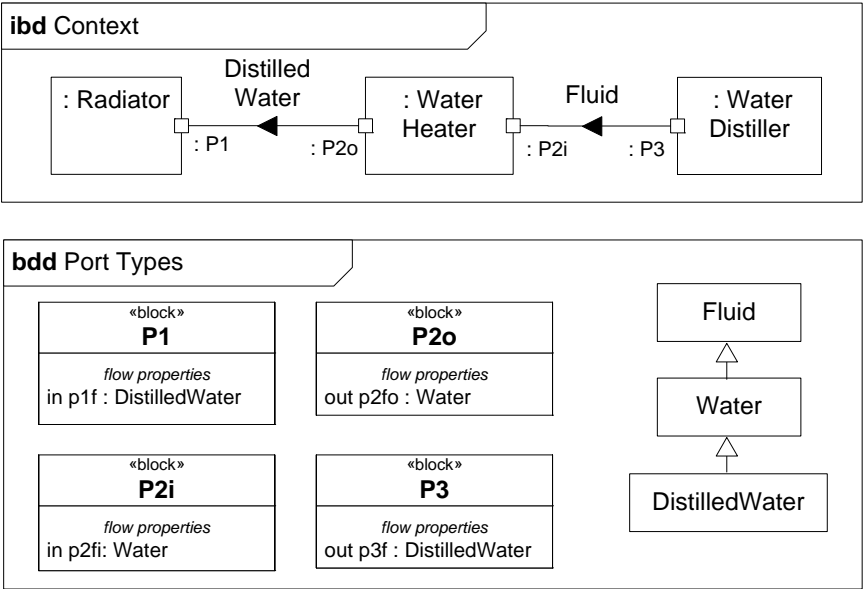 ibd Context
Distilled
Water
: Radiator
: Water
Heater
Fluid
: Water
Distiller
: P1
: P2o
: P2i
: P3
bdd Port Types
«block»
P1
flow properties
in p1f : DistilledWater
«block»
P2o
flow properties
out p2fo : Water
«block»
P2i
flow properties
in p2fi: Water
«block»
P3
flow properties
out p3f : DistilledWater
Fluid
Water
DistilledWater